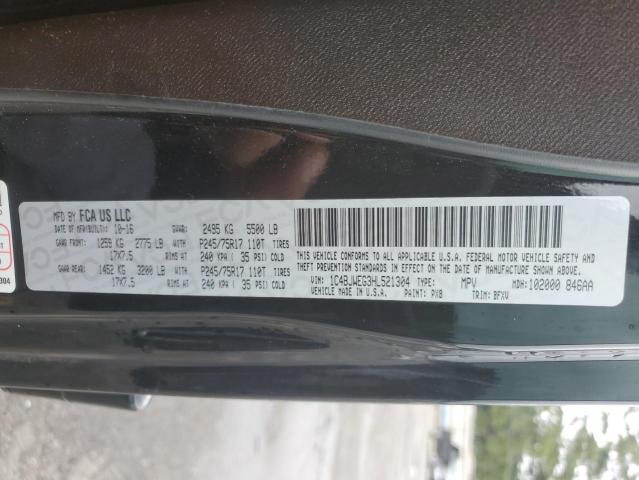 MFD BY FCA US LLC
DATE OF MFR(BUILT): 10-16 GVWR: 2495 KG 5500 LB
GAWR FRONT: 1259 KG 2775 LB WITH P245/75R17 110T TIRES
17X7.5 RIMS AT 240 KPA ( 35 PSI) COLD
GAWR REAR: 1452 KG 3200 LB WITH P245/75R17 110T TIRES
17X7.5 RIMS AT 240 KPA ( 35 PSI) COLD
THIS VEHICLE CONFORMS TO ALL APPLICABLE U.S.A. FEDERAL MOTOR VEHICLE SAFETY AND
THEFT PREVENTION STANDARDS IN EFFECT ON THE DATE OF MANUFACTURE SHOWN ABOVE.
VIN: 1C4BJWEG3HL521304 TYPE: MPV MDH: 102000 846AA
VEHICLE MADE IN U.S.A. PAINT: PX8 TRIM: BFXV
304